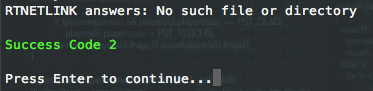 RTNETLINK answers: No such file or directory
Success Code 2
Press Enter to continue...